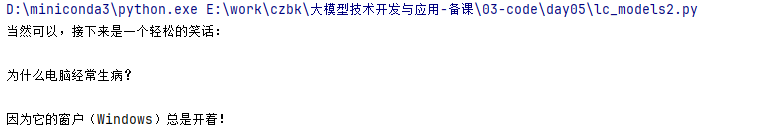 D:\miniconda3\python.exe E:\work\czbk\大模型技术开发与应用-备课\03-code\day05\lc_models2.py
当然可以，接下来是一个轻松的笑话：
为什么电脑经常生病？
因为它的窗户（Windows）总是开着！